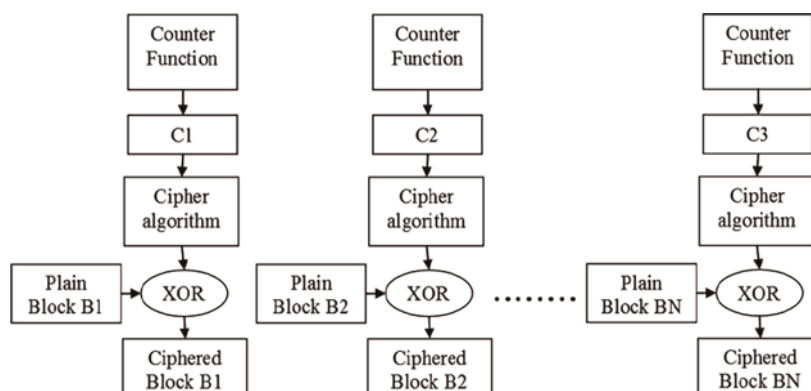 Counter
Function
Counter
Function
Counter
Function
C1
C2
C3
Cipher
algorithm
Cipher
algorithm
Cipher
algorithm
Plain
Block B1
XOR
Plain
Block B2
XOR
Plain
Block BN
XOR
Ciphered
Block B1
Ciphered
Block B2
Ciphered
Block BN